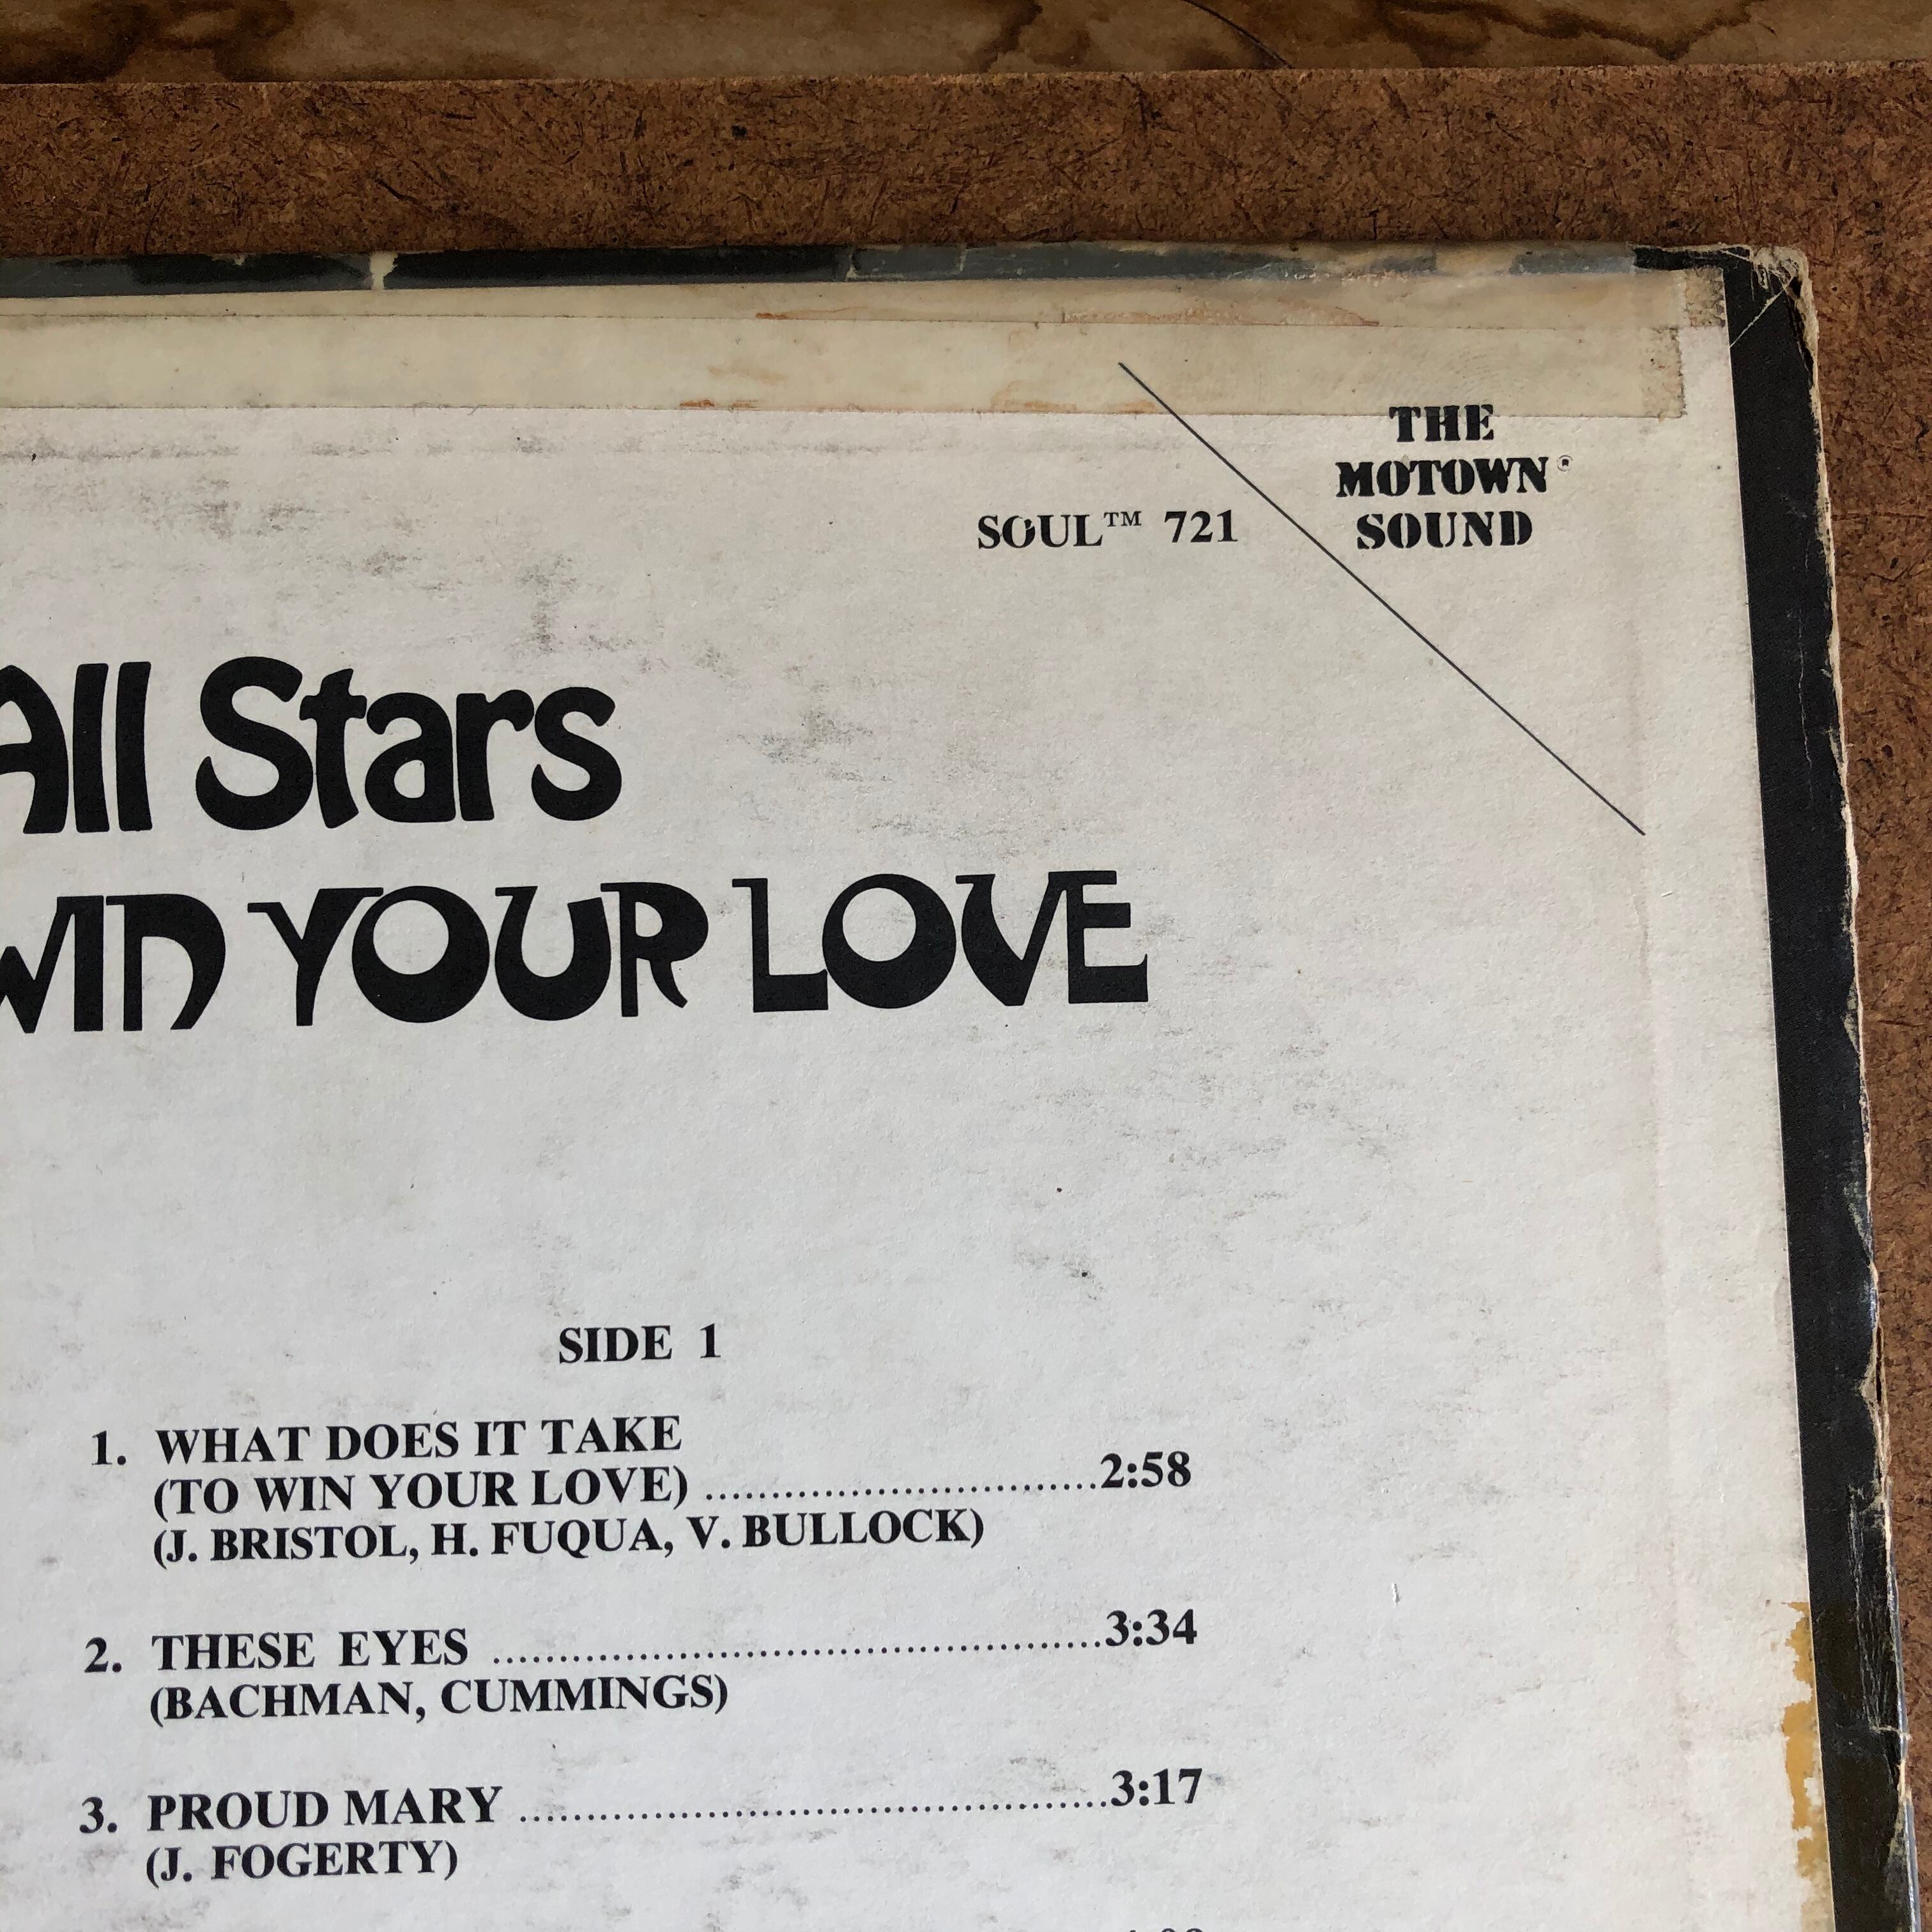 THE
MOTOWN®
SOUND
SOUL™ 721
All Stars
WIN YOUR LOVE
SIDE 1
1. WHAT DOES IT TAKE
(TO WIN YOUR LOVE) ..............................2:58
(J. BRISTOL, H. FUQUA, V. BULLOCK)
2. THESE EYES ...............................................3:34
(BACHMAN, CUMMINGS)
3. PROUD MARY .............................................3:17
(J. FOGERTY)